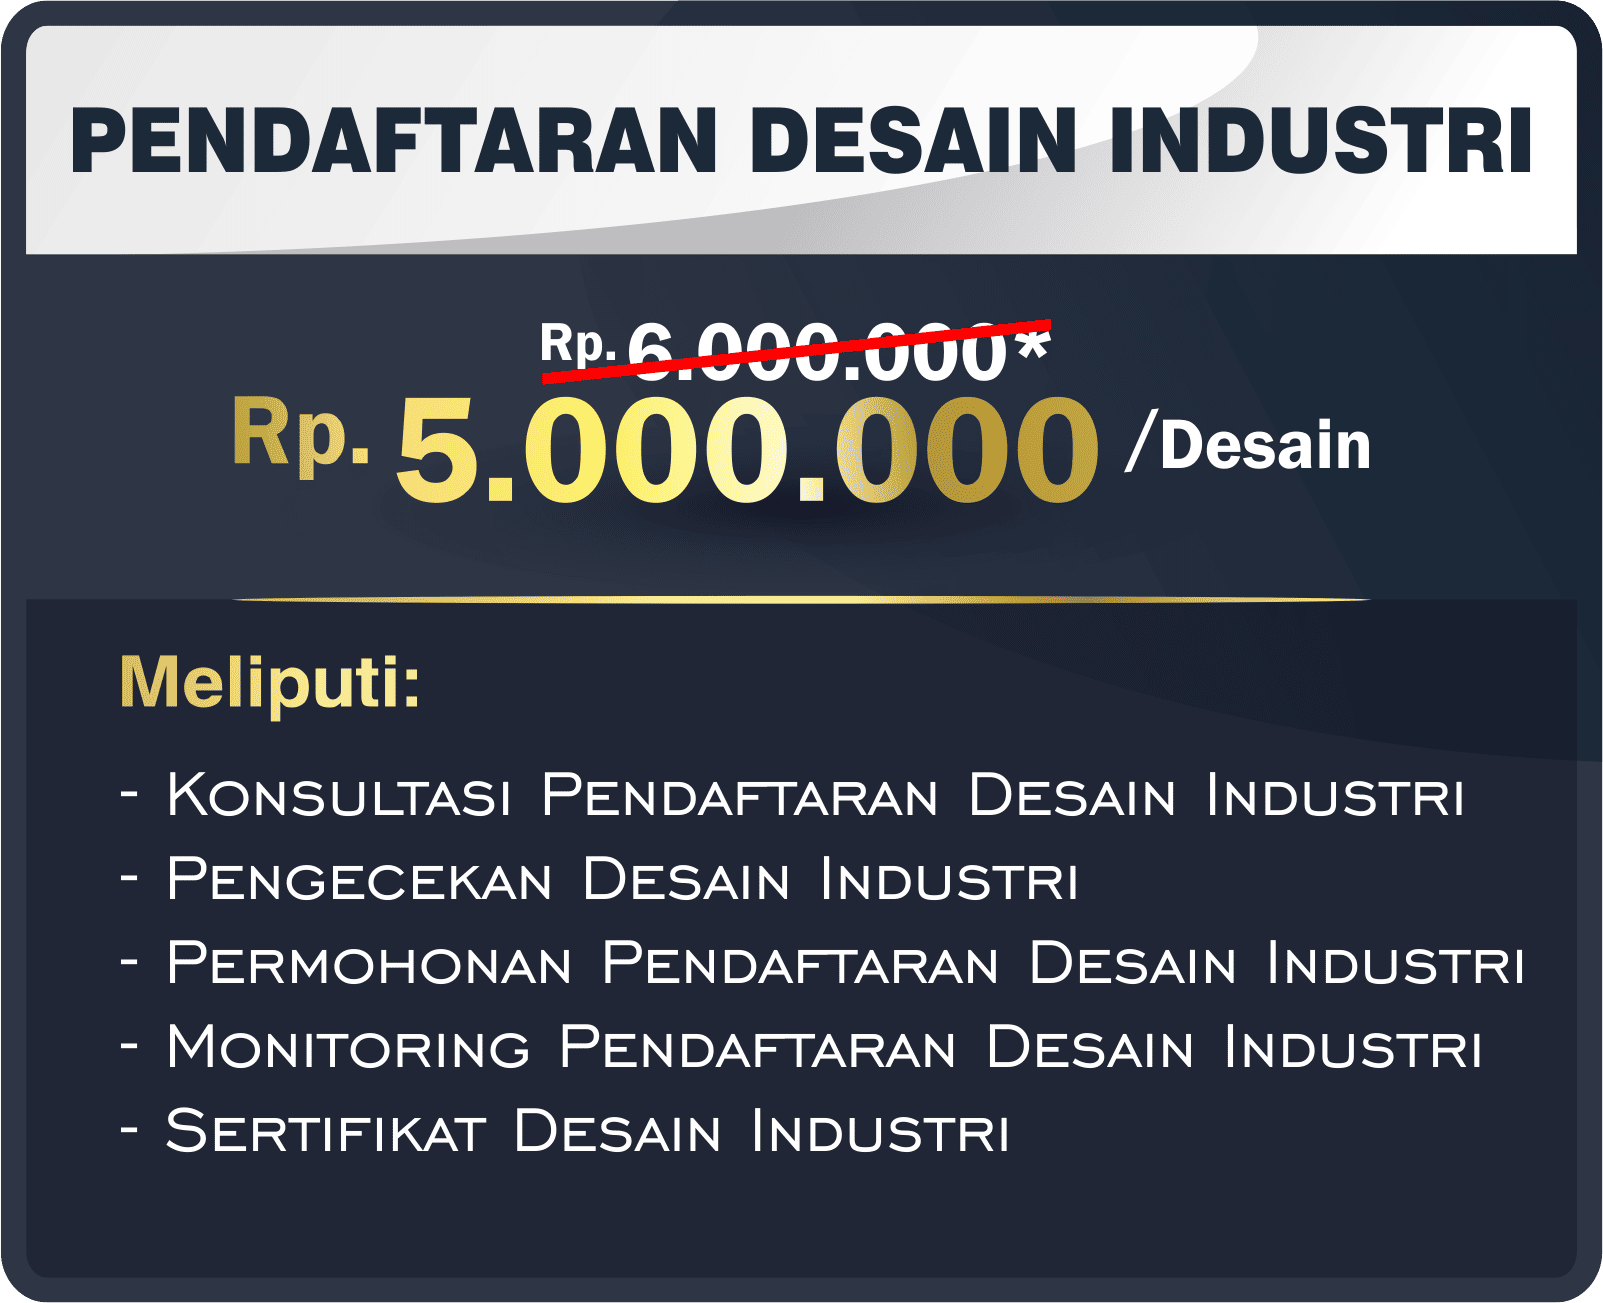 PENDAFTARAN DESAIN INDUSTRI
Rp. 6.000.000*
Rp. 5.000.000 /Desain
Meliputi:
- Konsultasi Pendaftaran Desain Industri
- Pengecekan Desain Industri
- Permohonan Pendaftaran Desain Industri
- Monitoring Pendaftaran Desain Industri
- Sertifikat Desain Industri